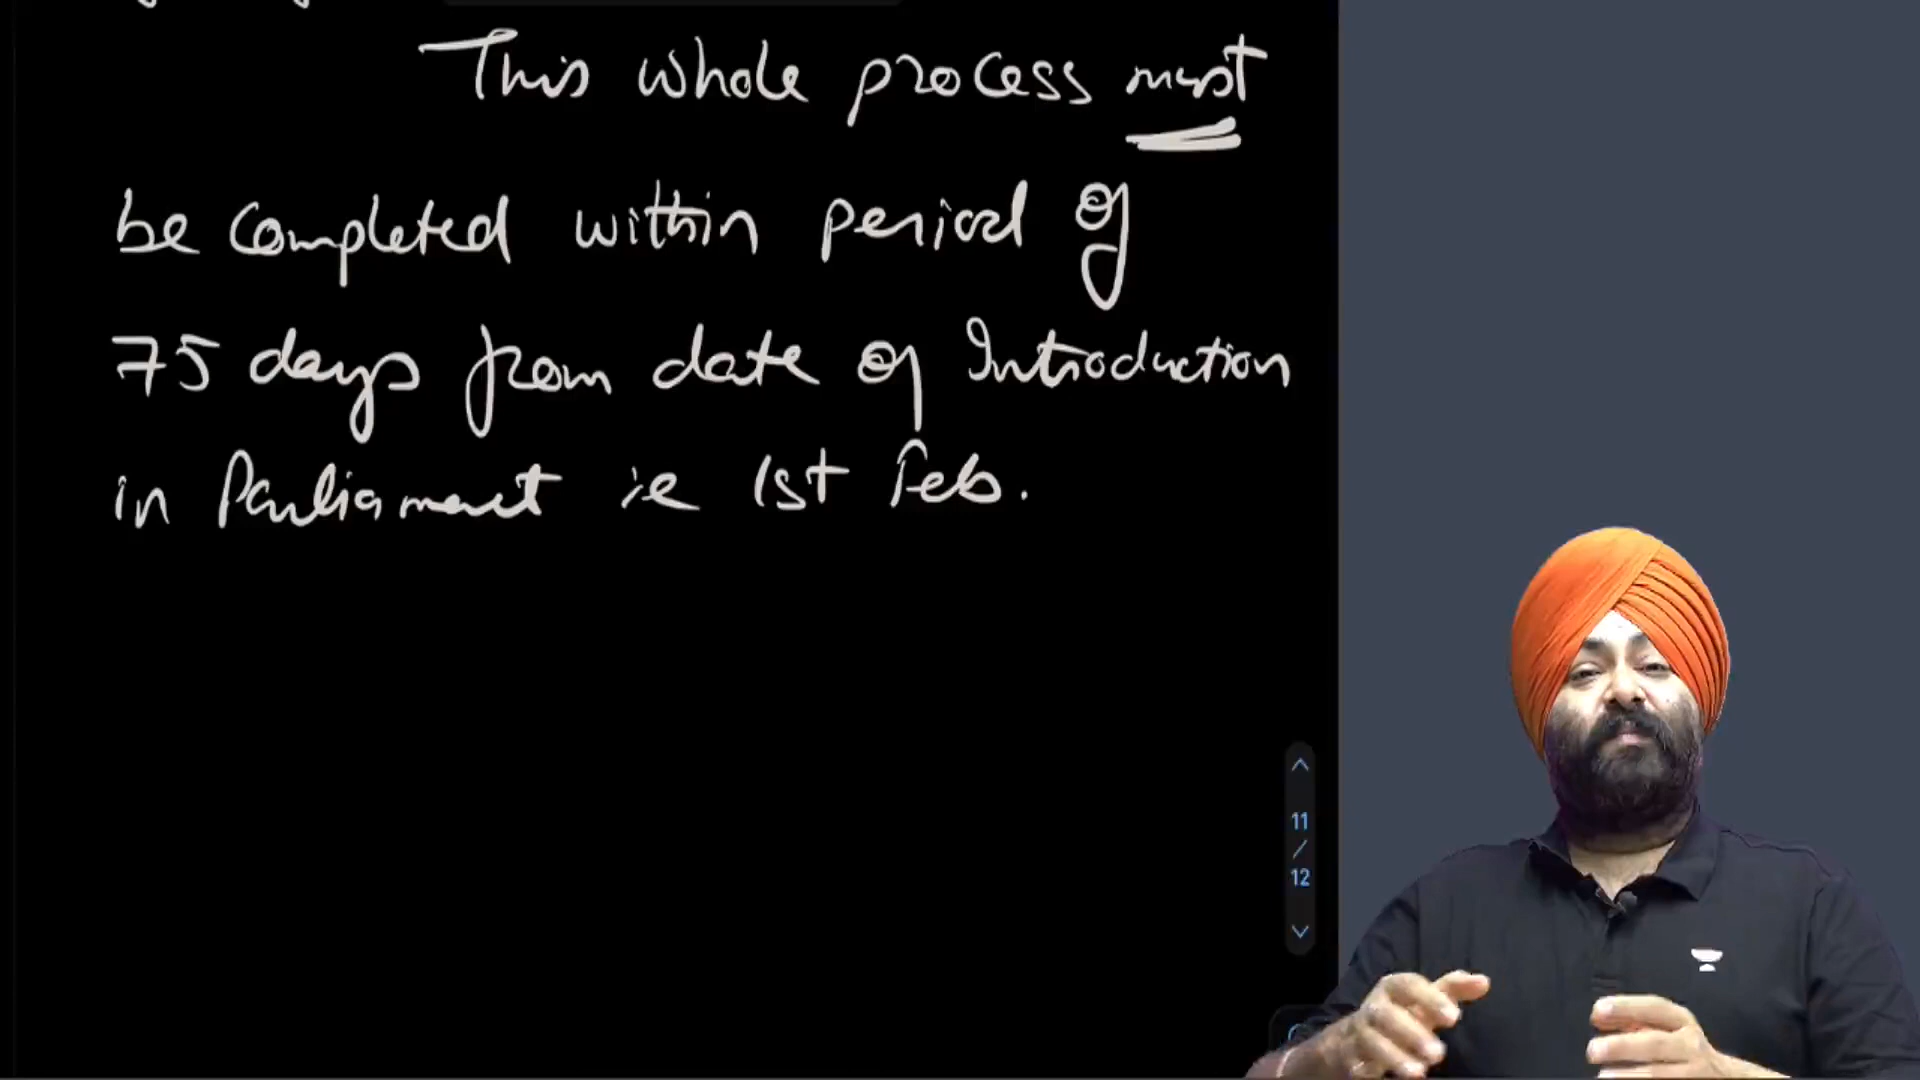 This whole process must
be completed within period of
75 days from date of Introduction
in Parliament ie 1st Feb.
11
/
12